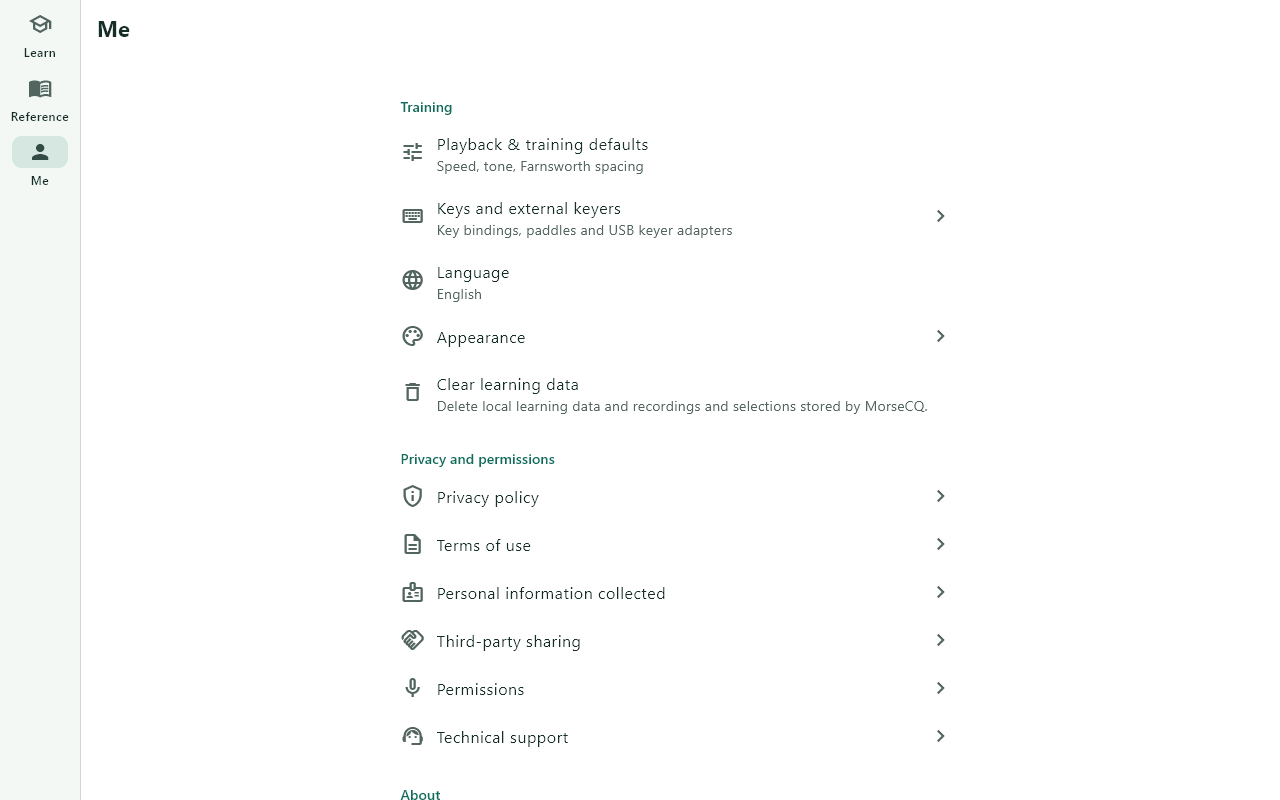 Me
Learn
Reference
Me
Training
Playback & training defaults
Speed, tone, Farnsworth spacing
Keys and external keyers
Key bindings, paddles and USB keyer adapters
Language
English
Appearance
Clear learning data
Delete local learning data and recordings and selections stored by MorseCQ.
Privacy and permissions
Privacy policy
Terms of use
Personal information collected
Third-party sharing
Permissions
Technical support
About